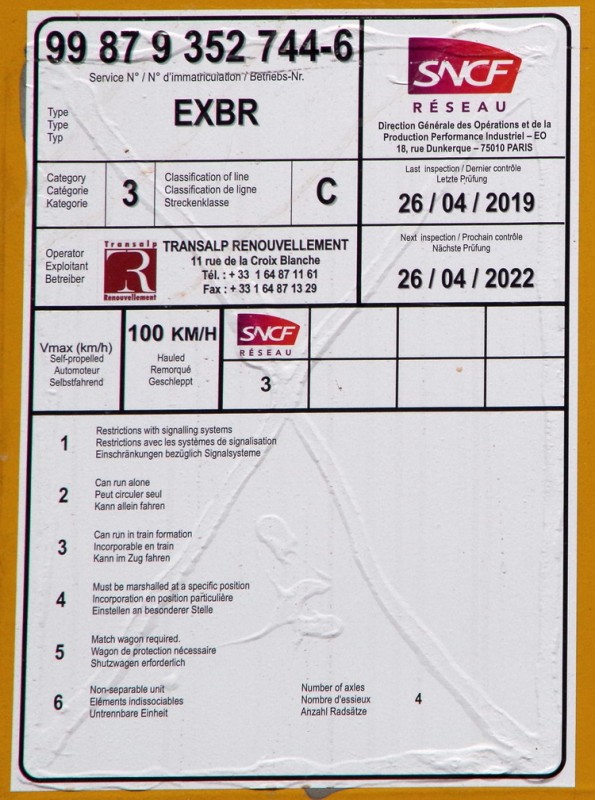 99 87 9 352 744-6
Service N° / N° d'immatriculation / Betriebs-Nr.
Type
Type
Typ
EXBR
SNCF
RÉSEAU
Direction Générale des Opérations et de la
Production Performance Industriel – EO
18, rue Dunkerque – 75010 PARIS
Category
Catégorie
Kategorie
3
Classification of line
Classification de ligne
Streckenklasse
C
Last inspection / Dernier contrôle
Letzte Prüfung
26 / 04 / 2019
Operator
Exploitant
Betreiber
Transalp
R
Renouvellement
TRANSALP RENOUVELLEMENT
11 rue de la Croix Blanche
Tél. : + 33 1 64 87 11 61
Fax : + 33 1 64 87 13 29
Next inspection / Prochain contrôle
Nächste Prüfung
26 / 04 / 2022
Vmax (km/h)
Self-propelled
Automoteur
Selbstfahrend
100 KM/H
Hauled
Remorqué
Geschleppt
SNCF
RÉSEAU
3
1
Restrictions with signalling systems
Restrictions avec les systèmes de signalisation
Einschränkungen bezüglich Signalsysteme
2
Can run alone
Peut circuler seul
Kann allein fahren
3
Can run in train formation
Incorporable en train
Kann im Zug fahren
4
Must be marshalled at a specific position
Incorporation en position particulière
Einstellen an besonderer Stelle
5
Match wagon required.
Wagon de protection nécessaire
Shutzwagen erforderlich
6
Non-separable unit
Eléments indissociables
Untrennbare Einheit
Number of axles
Nombre d'essieux
Anzahl Radsätze
4